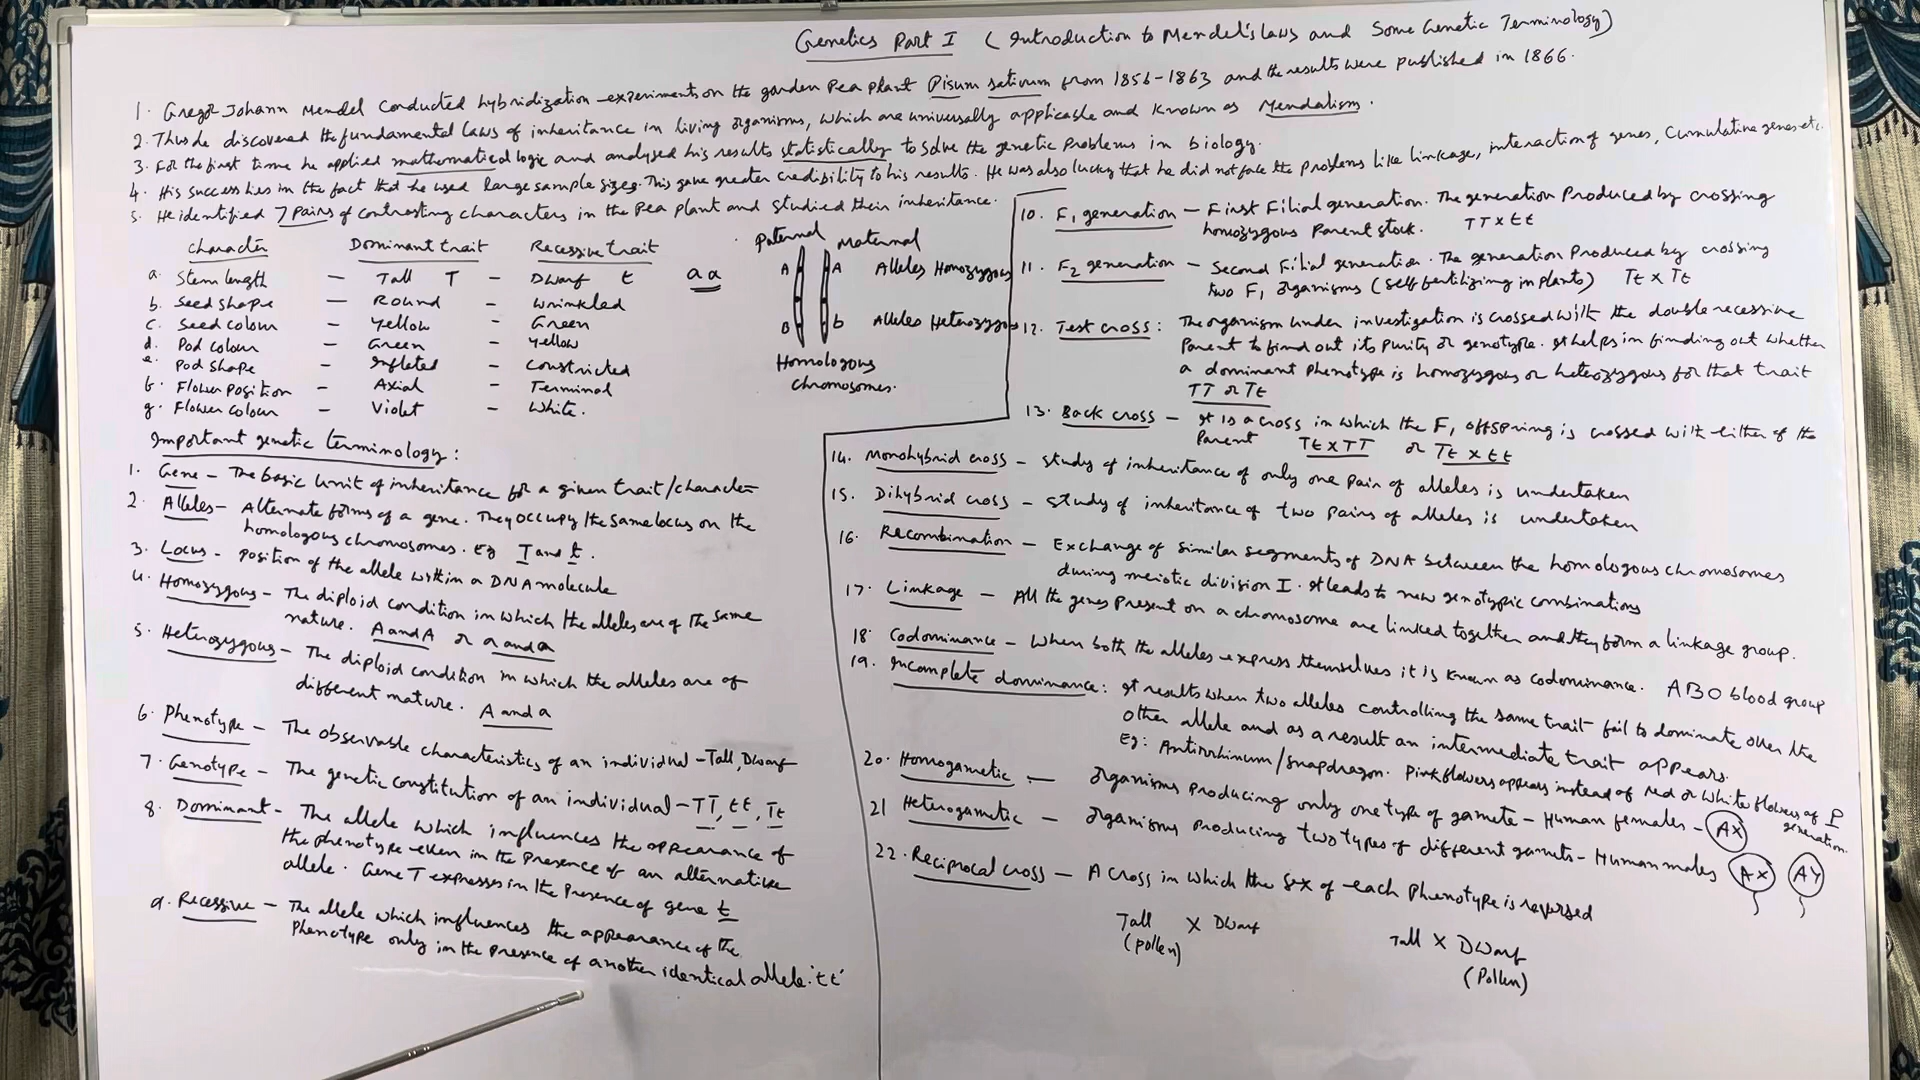 Genetics Part I (Introduction to Mendel's laws and Some Genetic Terminology)
1. Gregor Johann Mendel conducted hybridization experiments on the garden Pea plant Pisum sativum from 1856-1863 and the results were published in 1866.
2. Thus he discovered the fundamental laws of inheritance in living organisms, which are universally applicable and known as Mendalism.
3. For the first time he applied mathematical logic and analysed his results statistically to solve the genetic problems in biology.
4. His success lies in the fact that he used large sample sizes. This gave greater credibility to his results. He was also lucky that he did not face the problems like linkage, interaction of genes, Cumulative genes etc.
5. He identified 7 pairs of contrasting characters in the Pea plant and studied their inheritance.
Character Dominant trait Recessive trait
a. Stem length – Tall T – Dwarf t
b. Seed shape – Round – Wrinkled
c. Seed colour – Yellow – Green
d. Pod colour – Green – Yellow
e. Pod shape – Inflated – Constricted
f. Flower position – Axial – Terminal
g. Flower colour – Violet – White.
a a
Paternal Maternal
A A Alleles Homozygous
B b Alleles Heterozygous
Homologous
Chromosomes.
Important genetic terminology:
1. Gene – The basic unit of inheritance for a given trait/character
2. Alleles – Alternate forms of a gene. They occupy the same locus on the
homologous chromosomes. Eg T and t.
3. Locus – position of the allele within a DNA molecule
4. Homozygous – The diploid condition in which the alleles are of the same
nature. A and A or a and a
5. Heterozygous – The diploid condition in which the alleles are of
different nature. A and a
6. Phenotype – The observable characteristics of an individual – Tall, Dwarf
7. Genotype – The genetic constitution of an individual – TT, tt, Tt
8. Dominant – The allele which influences the appearance of
the phenotype even in the presence of an alternative
allele. Gene T expresses in the presence of gene t
9. Recessive – The allele which influences the appearance of the
Phenotype only in the presence of another identical allele 'tt'
10. F1 generation – First Filial generation. The generation Produced by crossing
homozygous Parent stock. TT x tt
11. F2 generation – Second Filial generation. The generation Produced by crossing
two F1 organisms (self fertilizing in plants) Tt x Tt
12. Test cross: The organism under investigation is crossed with the double recessive
Parent to find out its purity or genotype. It helps in finding out whether
a dominant phenotype is homozygous or heterozygous for that trait
TT or Tt
13. Back cross – It is a cross in which the F1 offspring is crossed with either of the
Parent Tt x TT or Tt x tt
14. Monohybrid cross – study of inheritance of only one pair of alleles is undertaken
15. Dihybrid cross – study of inheritance of two pairs of alleles is undertaken
16. Recombination – Exchange of similar segments of DNA between the homologous chromosomes
during meiotic division I. It leads to new genotypic combinations
17. Linkage – All the genes present on a chromosome are linked together and they form a linkage group.
18. Codominance – When both the alleles express themselves it is known as codominance. ABO blood group
19. Incomplete dominance: It results when two alleles controlling the same trait fail to dominate over the
other allele and as a result an intermediate trait appears.
Eg: Antirrhinum/snapdragon. Pink flowers appears instead of red or white flowers of P
generation.
20. Homogametic – organisms producing only one type of gamete – Human females – AX
21 Heterogametic – organisms producing two types of different gamets – Human males AX AY
22. Reciprocal cross – A cross in which the sex of each phenotype is reversed
Tall x Dwarf
(pollen)
Tall x Dwarf
(Pollen)